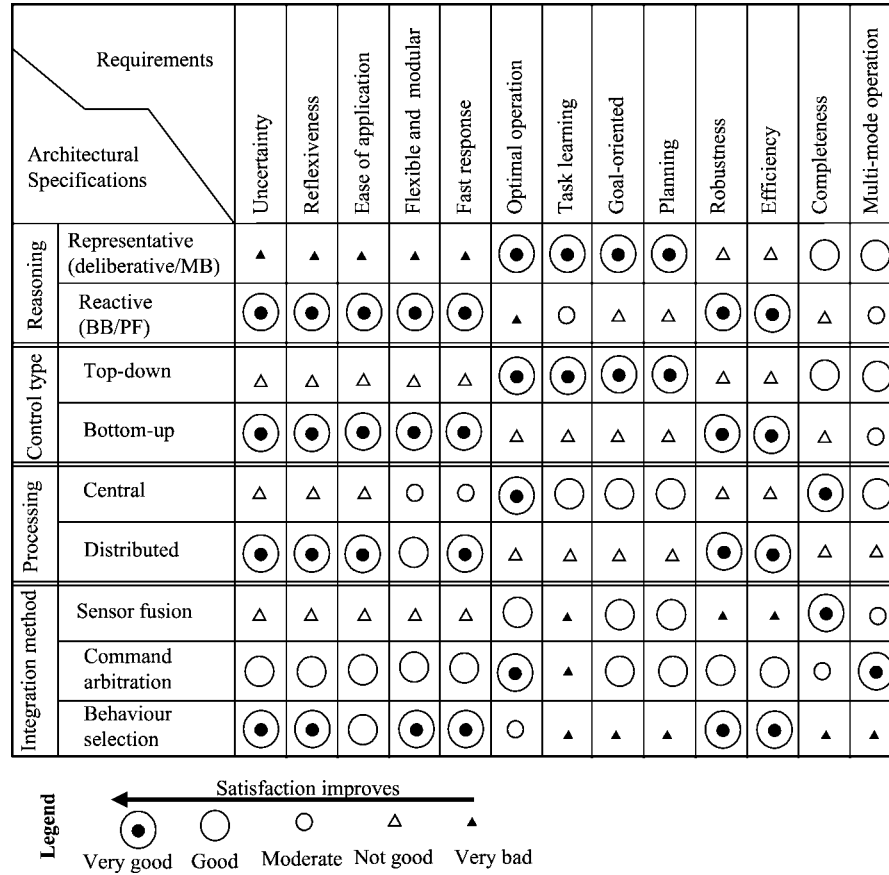 Requirements
Architectural
Specifications
Uncertainty
Reflexiveness
Ease of application
Flexible and modular
Fast response
Optimal operation
Task learning
Goal-oriented
Planning
Robustness
Efficiency
Completeness
Multi-mode operation
Reasoning
Representative
(deliberative/MB)
Reactive
(BB/PF)
Control type
Top-down
Bottom-up
Processing
Central
Distributed
Integration method
Sensor fusion
Command
arbitration
Behaviour
selection
Legend
Satisfaction improves
Very good
Good
Moderate
Not good
Very bad